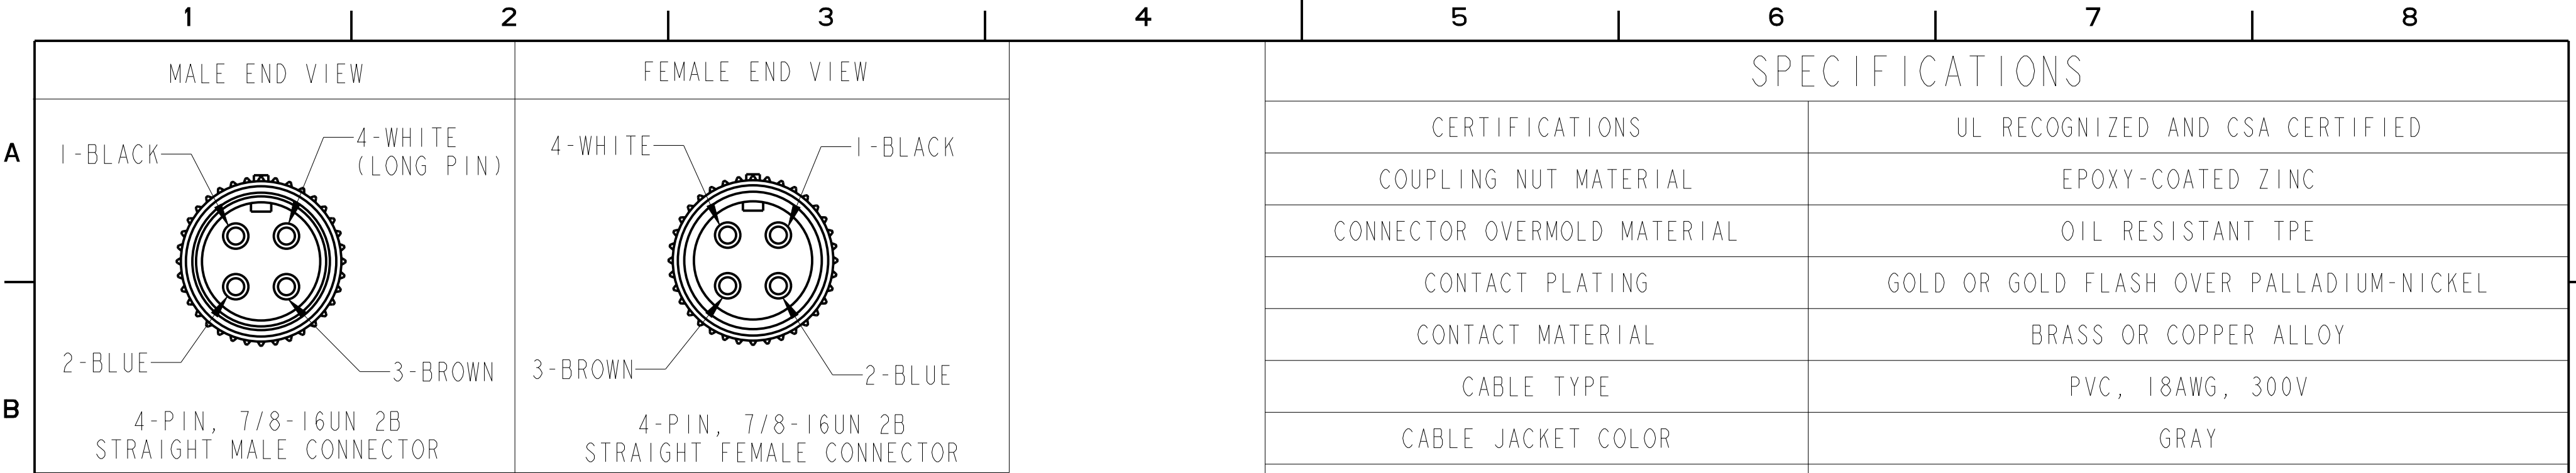 1 2 3 4 5 6 7 8
A
B
MALE END VIEW
1-BLACK
4-WHITE
(LONG PIN)
2-BLUE
3-BROWN
4-PIN, 7/8-16UN 2B
STRAIGHT MALE CONNECTOR
FEMALE END VIEW
4-WHITE
1-BLACK
3-BROWN
2-BLUE
4-PIN, 7/8-16UN 2B
STRAIGHT FEMALE CONNECTOR
SPECIFICATIONS
CERTIFICATIONS UL RECOGNIZED AND CSA CERTIFIED
COUPLING NUT MATERIAL EPOXY-COATED ZINC
CONNECTOR OVERMOLD MATERIAL OIL RESISTANT TPE
CONTACT PLATING GOLD OR GOLD FLASH OVER PALLADIUM-NICKEL
CONTACT MATERIAL BRASS OR COPPER ALLOY
CABLE TYPE PVC, 18AWG, 300V
CABLE JACKET COLOR GRAY